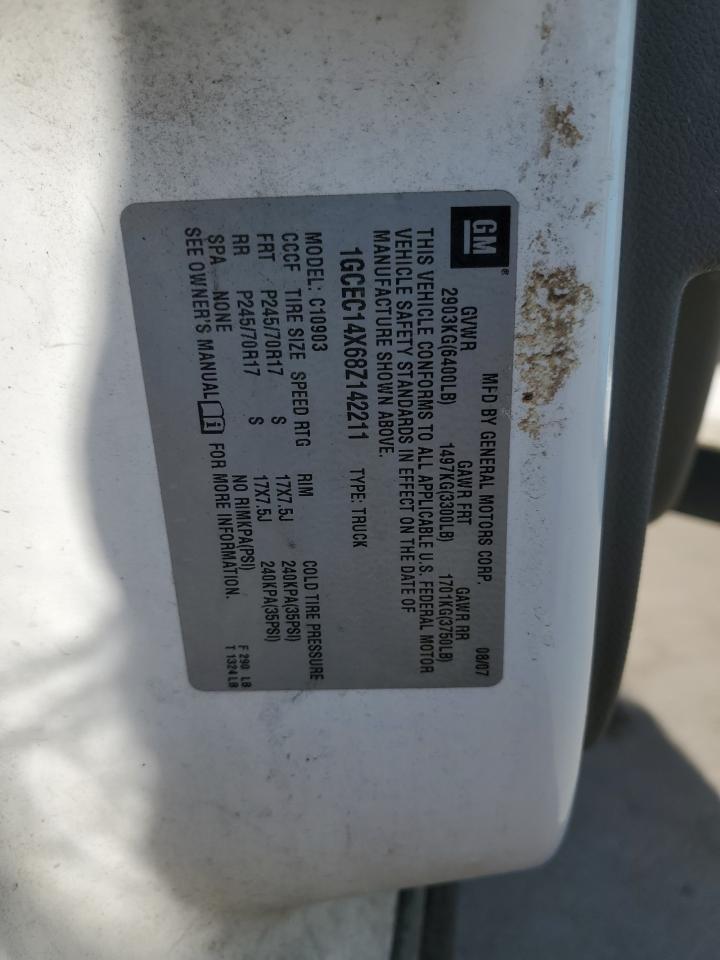 GM ®
MFD BY GENERAL MOTORS CORP. 08/07
GVWR GAWR FRT GAWR RR
2903KG(6400LB) 1497KG(3300LB) 1701KG(3750LB)
THIS VEHICLE CONFORMS TO ALL APPLICABLE U.S. FEDERAL MOTOR
VEHICLE SAFETY STANDARDS IN EFFECT ON THE DATE OF
MANUFACTURE SHOWN ABOVE.
1GCEC14X68Z142211 TYPE: TRUCK
MODEL: C10903
CCCF TIRE SIZE SPEED RTG RIM COLD TIRE PRESSURE
FRT P245/70R17 S 17X7.5J 240KPA(35PSI)
RR P245/70R17 S 17X7.5J 240KPA(35PSI)
SPA NONE NO RIMKPA(PSI)
SEE OWNER'S MANUAL i FOR MORE INFORMATION.
F 290 LB
T 1324 LB